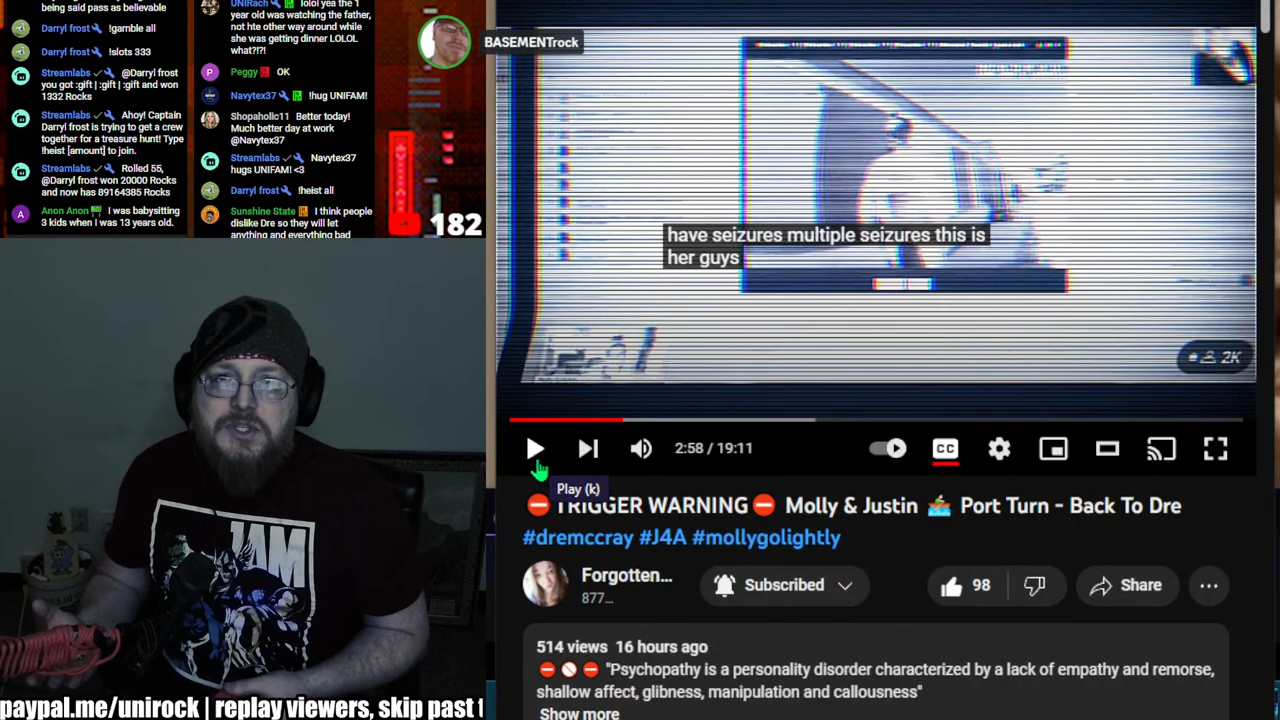 being said pass as believable
Darryl frost !gamble all
Darryl frost !slots 333
Streamlabs @Darryl frost
you got :gift | :gift | :gift and won
1332 Rocks
Streamlabs Ahoy! Captain
Darryl frost is trying to get a crew
together for a treasure hunt! Type
!heist [amount] to join.
Streamlabs Rolled 55,
@Darryl frost won 20000 Rocks
and now has 89164385 Rocks
A Anon Anon I was babysitting
3 kids when I was 13 years old.
UNIRach lolol yea the 1
year old was watching the father,
not hte other way around while
she was getting dinner LOLOL
what?!?!
P Peggy OK
Navytex37 !hug UNIFAM!
Shopaholic11 Better today!
Much better day at work
@Navytex37
Streamlabs Navytex37
hugs UNIFAM! <3
Darryl frost !heist all
Sunshine State I think people
dislike Dre so they will let
anything and everything bad
182
BASEMENTrock
have seizures multiple seizures this is
her guys
2K
2:58 / 19:11
CC
Play (k)
TRIGGER WARNING Molly & Justin Port Turn - Back To Dre
#dremccray #J4A #mollygolightly
Forgotten...
877...
Subscribed
98
Share
514 views 16 hours ago
"Psychopathy is a personality disorder characterized by a lack of empathy and remorse,
shallow affect, glibness, manipulation and callousness"
Show more
JAM
paypal.me/unirock | replay viewers, skip past t